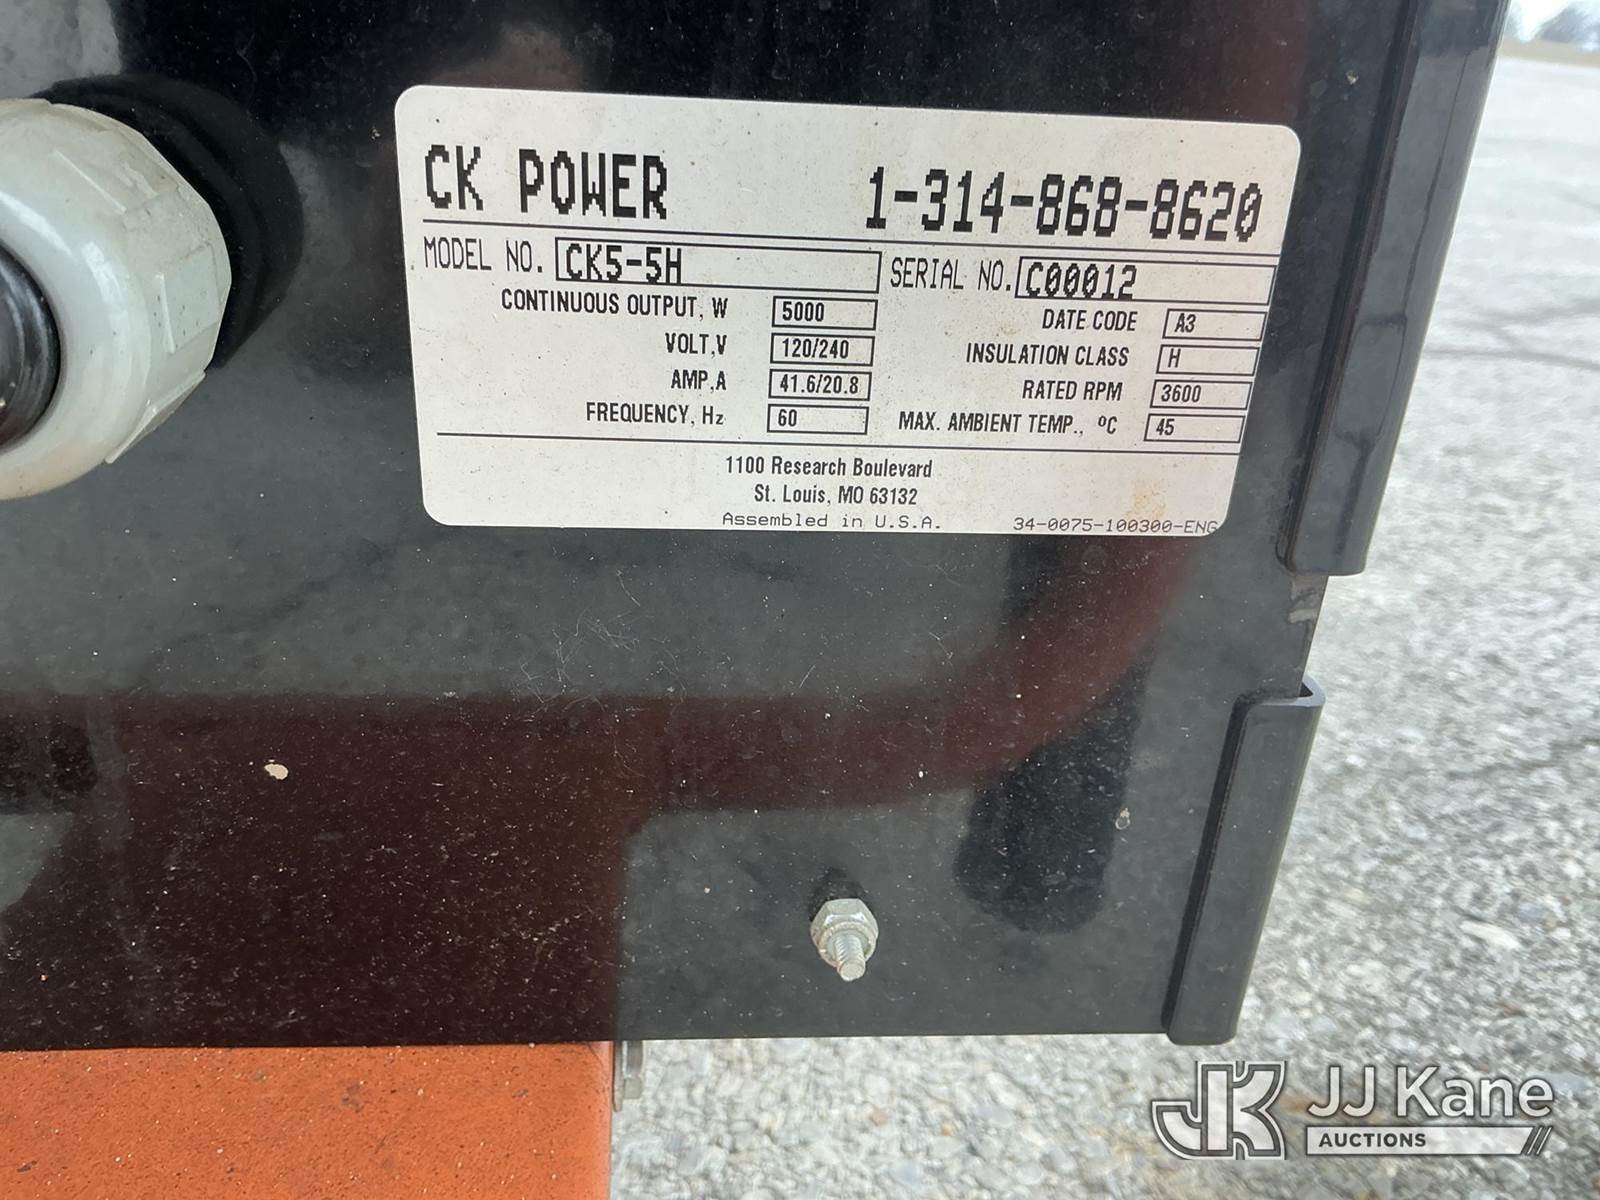 CK POWER 1-314-868-8620
MODEL NO. CK5-5H SERIAL NO. C00012
CONTINUOUS OUTPUT, W 5000 DATE CODE A3
VOLT,V 120/240 INSULATION CLASS H
AMP,A 41.6/20.8 RATED RPM 3600
FREQUENCY, Hz 60 MAX. AMBIENT TEMP., ºC 45
1100 Research Boulevard
St. Louis, MO 63132
Assembled in U.S.A. 34-0075-100300-ENG
JK JJ Kane
AUCTIONS